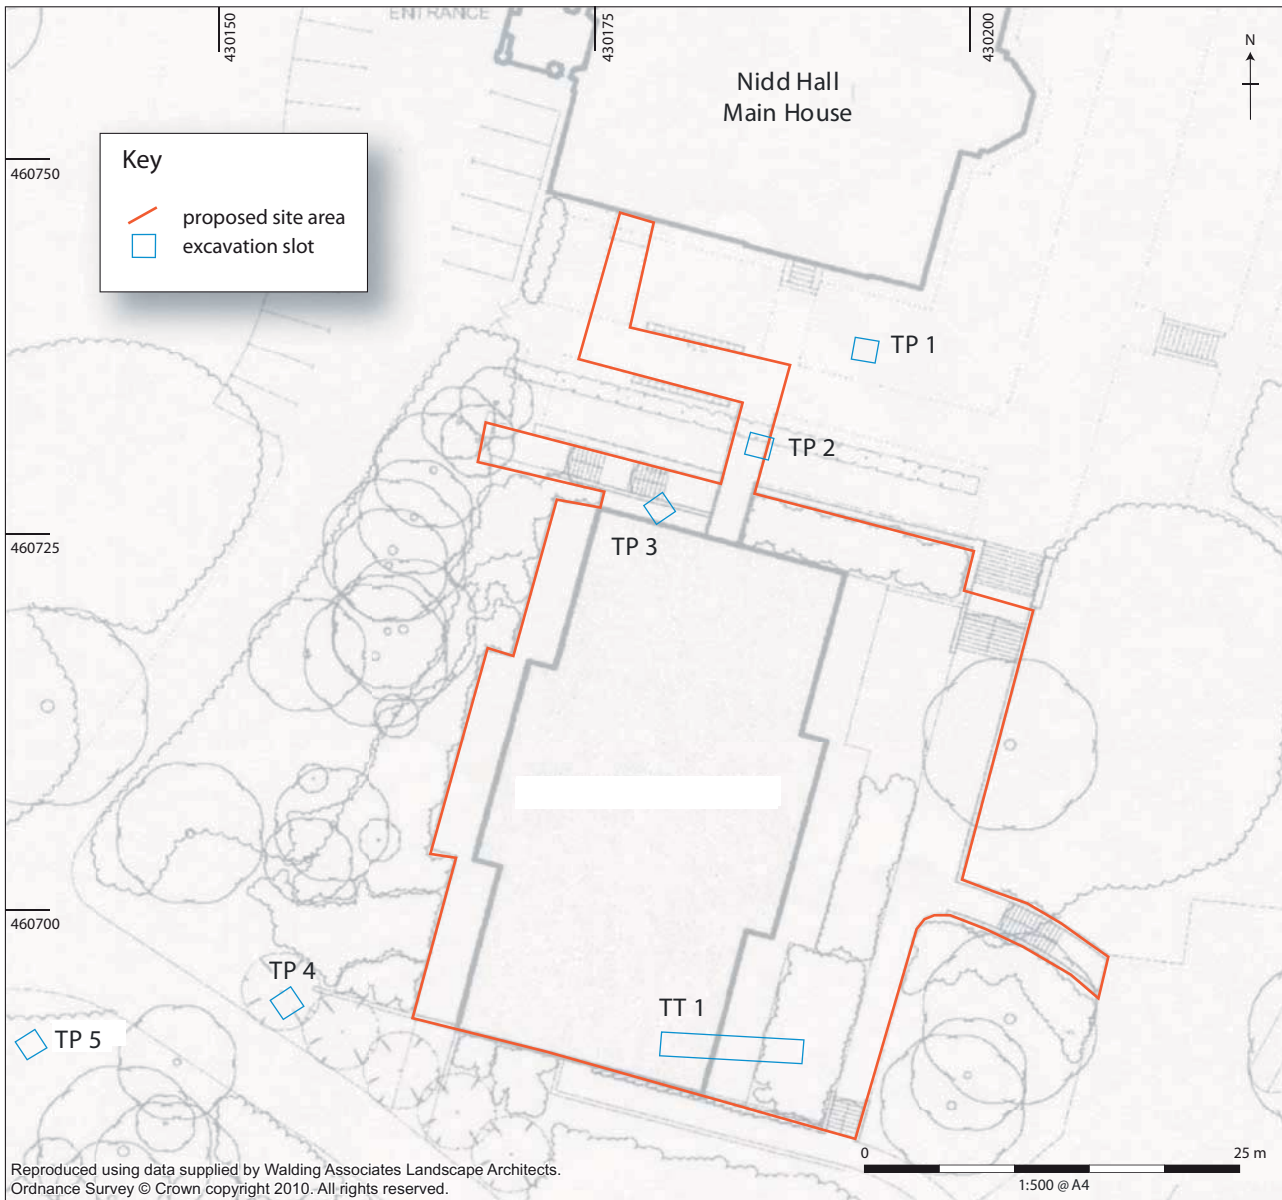 ENTRANCE
430150
430175
430200
N
Nidd Hall
Main House
460750
Key
proposed site area
excavation slot
TP 1
TP 2
TP 3
460725
460700
TP 4
TT 1
TP 5
0
25 m
1:500 @ A4
Reproduced using data supplied by Walding Associates Landscape Architects.
Ordnance Survey © Crown copyright 2010. All rights reserved.